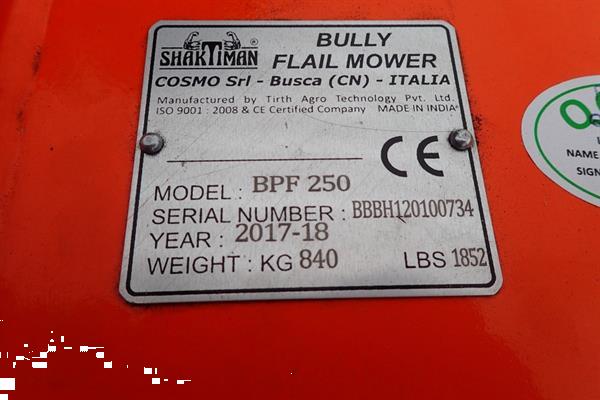 SHAKTIMAN
BULLY
FLAIL MOWER
COSMO Srl - Busca (CN) - ITALIA
Manufactured by Tirth Agro Technology Pvt. Ltd.
ISO 9001 : 2008 & CE Certified Company MADE IN INDIA
CE
MODEL : BPF 250
SERIAL NUMBER : BBBH120100734
YEAR : 2017-18
WEIGHT : KG 840 LBS 1852
NAME
SIGN